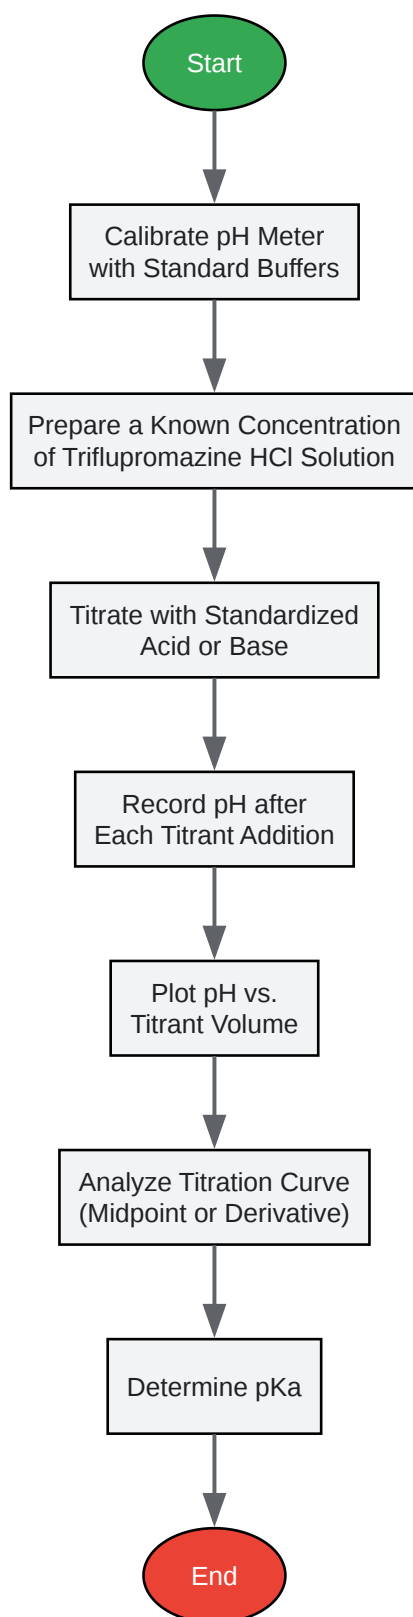 Start
Calibrate pH Meter
with Standard Buffers
Prepare a Known Concentration
of Triflupromazine HCl Solution
Titrate with Standardized
Acid or Base
Record pH after
Each Titrant Addition
Plot pH vs.
Titrant Volume
Analyze Titration Curve
(Midpoint or Derivative)
Determine pKa
End